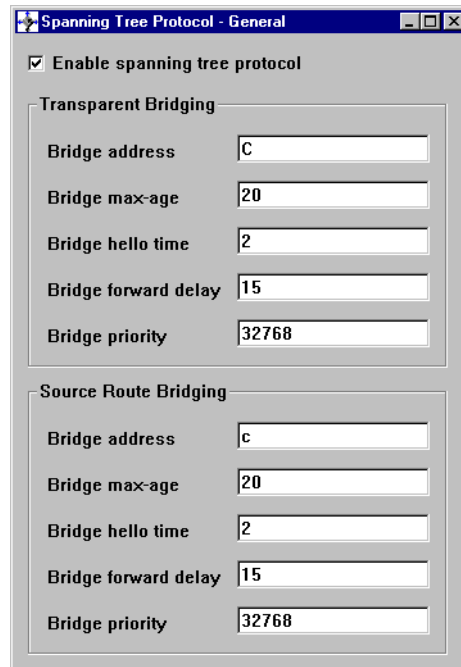 Spanning Tree Protocol - General
Enable spanning tree protocol
Transparent Bridging
Bridge address C
Bridge max-age 20
Bridge hello time 2
Bridge forward delay 15
Bridge priority 32768
Source Route Bridging
Bridge address c
Bridge max-age 20
Bridge hello time 2
Bridge forward delay 15
Bridge priority 32768